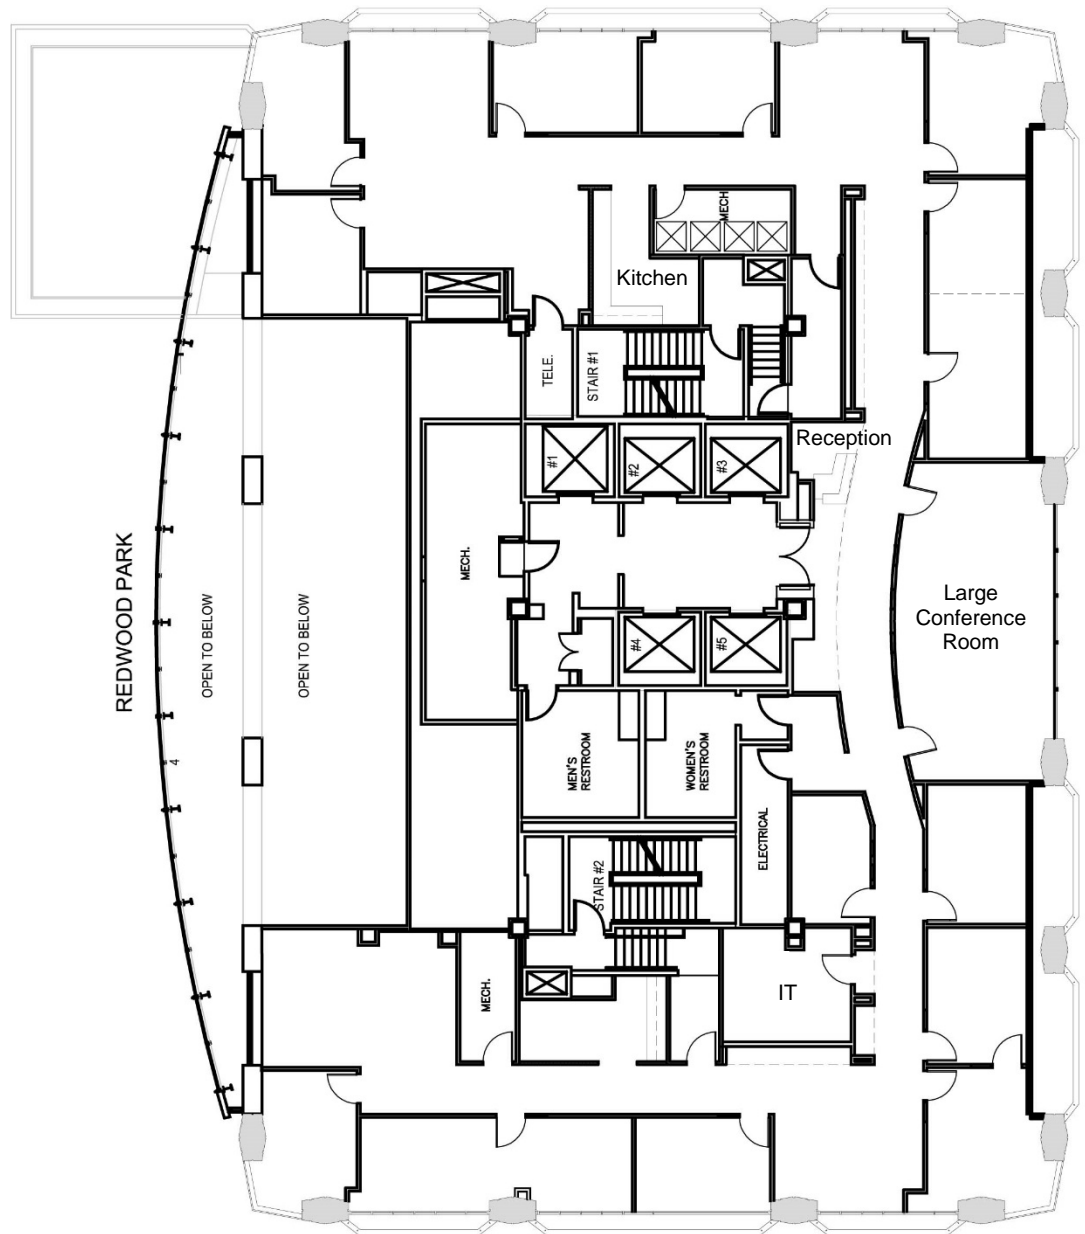 MECH
Kitchen
TELE.
STAIR #1
Reception
#1
#2
#3
MECH.
REDWOOD PARK
OPEN TO BELOW
OPEN TO BELOW
Large
Conference
Room
#4
#5
MEN'S
RESTROOM
WOMEN'S
RESTROOM
4
ELECTRICAL
STAIR #2
MECH.
IT